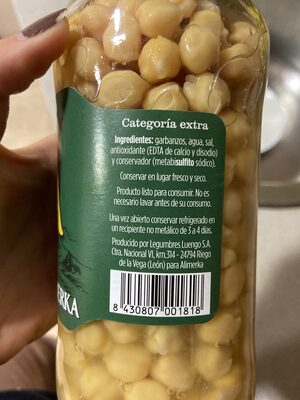 Categoría extra
Ingredientes: garbanzos, agua, sal,
antioxidante (EDTA de calcio y disodio)
y conservador (metabisulfito sódico).
Conservar en lugar fresco y seco.
Producto listo para consumir. No es
necesario lavar antes de su consumo.
Una vez abierto conservar refrigerado en
un recipiente no metálico de 3 a 4 días.
Producido por Legumbres Luengo S.A.
Ctra. Nacional VI, km.314 - 24794 Riego
de la Vega (León) para Alimerka
8 430807 001818
ERKA